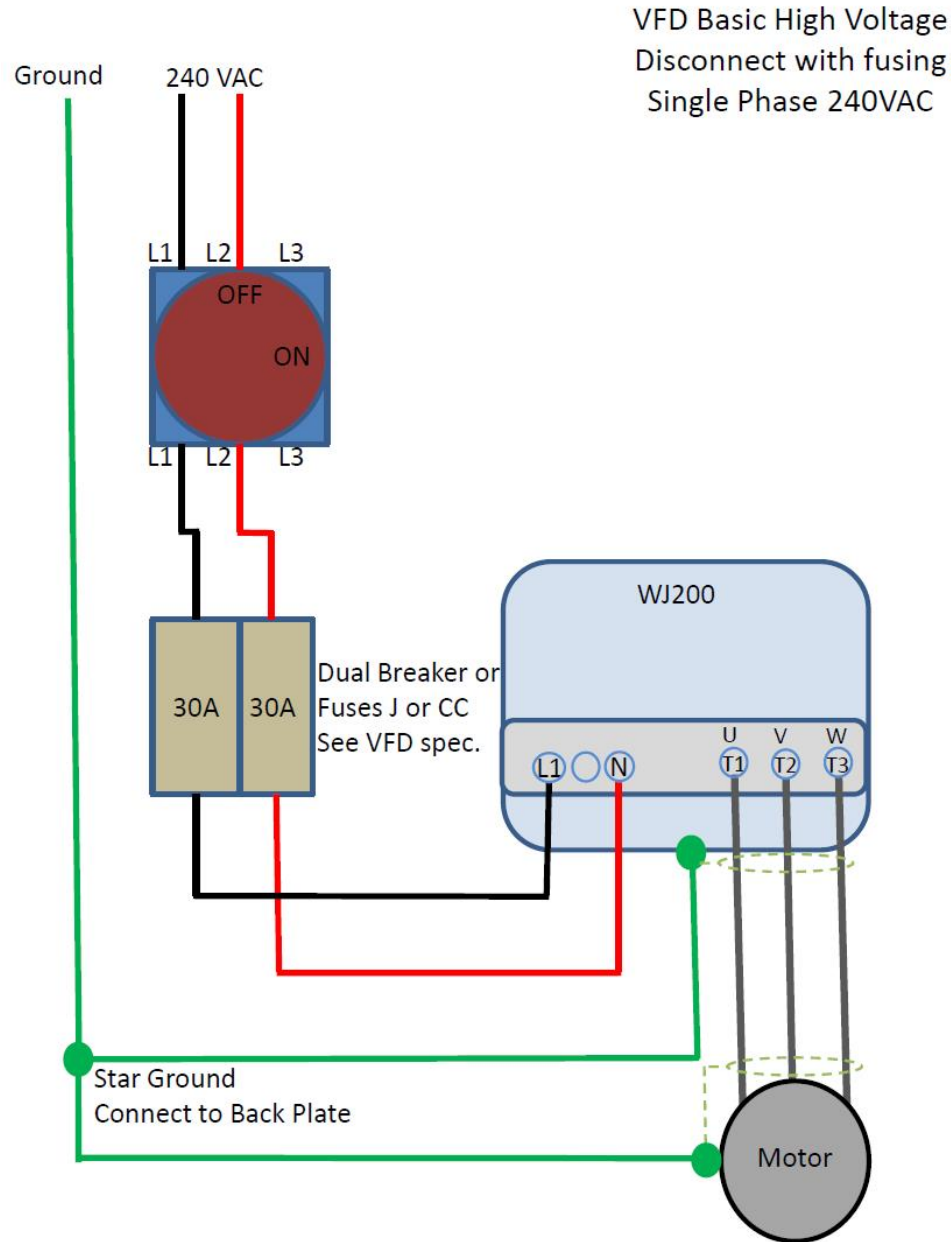 VFD Basic High Voltage
Disconnect with fusing
Single Phase 240VAC
Ground
240 VAC
L1 L2 L3
OFF
ON
L1 L2 L3
30A 30A
Dual Breaker or
Fuses J or CC
See VFD spec.
WJ200
U V W
L1 N T1 T2 T3
Star Ground
Connect to Back Plate
Motor